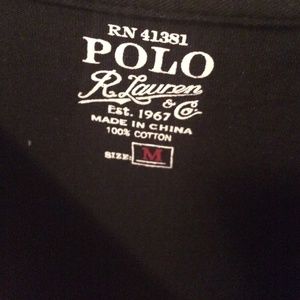 RN 41381
POLO
R. Lauren
& Co
Est. 1967
MADE IN CHINA
100% COTTON
SIZE: M